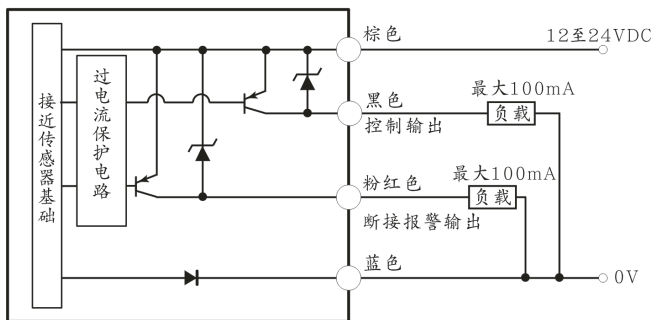 棕色
12至24VDC
接近传感器基础
过电流保护电路
黑色
控制输出
最大100mA
负载
粉红色
断接报警输出
最大100mA
负载
蓝色
0V